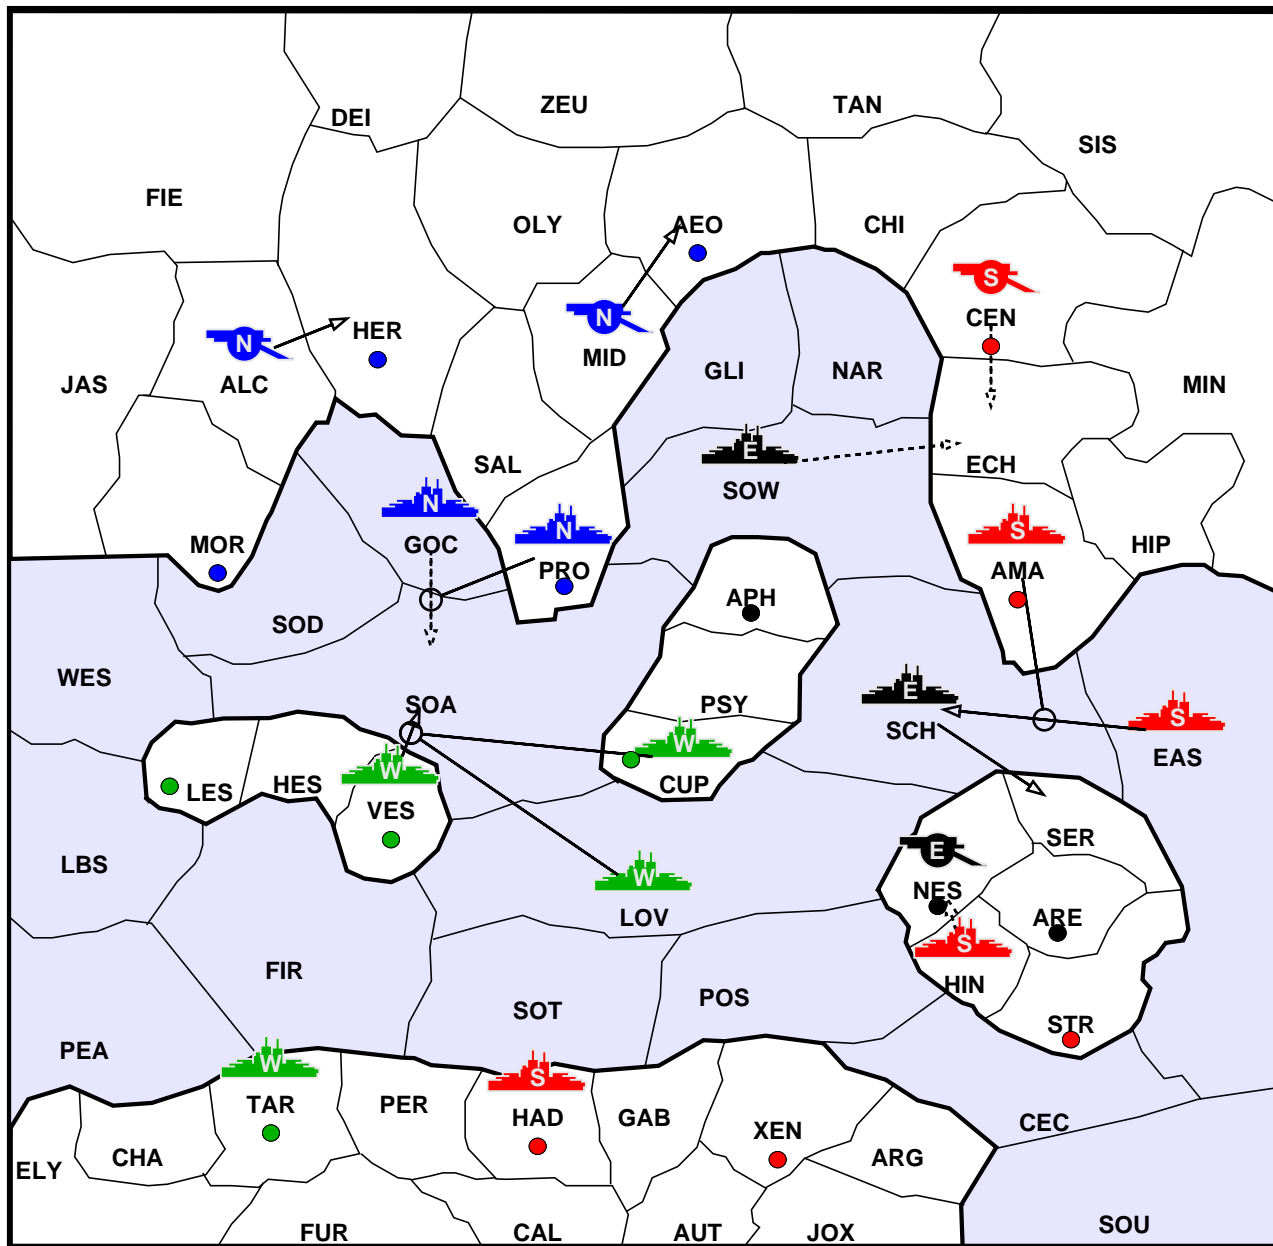 DEI
ZEU
TAN
SIS
FIE
OLY
AEO
CHI
S
N
N
CEN
HER
MID
JAS
ALC
GLI
NAR
MIN
E
SAL
ECH
SOW
N
N
S
MOR
GOC
PRO
AMA
HIP
APH
SOD
WES
E
SOA
PSY
S
SCH
W
EAS
W
CUP
LES
HES
VES
SER
E
LBS
W
NES
LOV
ARE
S
FIR
HIN
POS
SOT
STR
PEA
W
S
TAR
PER
HAD
GAB
XEN
CEC
CHA
ARG
ELY
FUR
CAL
AUT
JOX
SOU